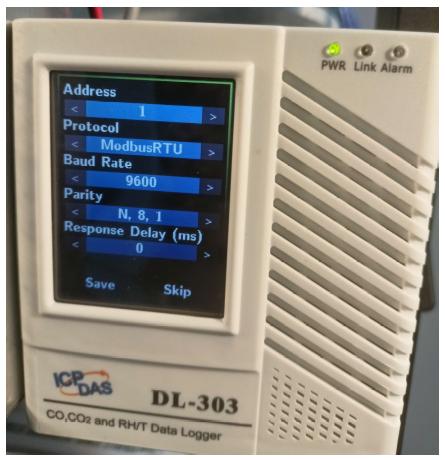 PWR Link Alarm
Address
< 1 >
Protocol
< ModbusRTU >
Baud Rate
< 9600 >
Parity
< N, 8, 1 >
Response Delay (ms)
< 0 >
Save Skip
ICP DAS
DL-303
CO,CO2 and RH/T Data Logger